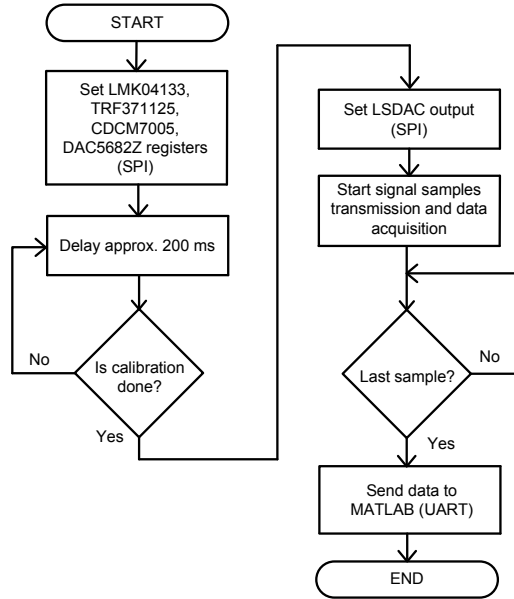 START
Set LMK04133,
TRF371125,
CDCM7005,
DAC5682Z registers
(SPI)
Delay approx. 200 ms
No
Is calibration
done?
Yes
Set LSDAC output
(SPI)
Start signal samples
transmission and data
acquisition
Last sample?
No
Yes
Send data to
MATLAB (UART)
END